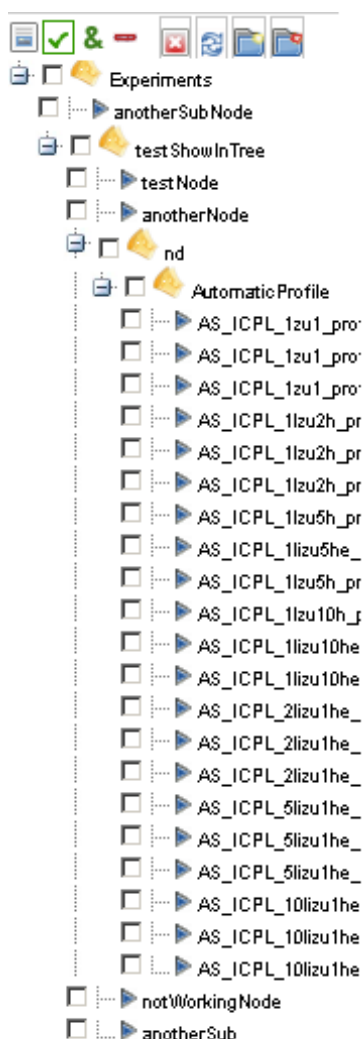 &
Experiments
anotherSubNode
testShowInTree
testNode
anotherNode
nd
AutomaticProfile
AS_ICPL_1zu1_pro
AS_ICPL_1zu1_pro
AS_ICPL_1zu1_pro
AS_ICPL_1lzu2h_pr
AS_ICPL_1lzu2h_pr
AS_ICPL_1lzu2h_pr
AS_ICPL_1lzu5h_pr
AS_ICPL_1lizu5he_
AS_ICPL_1lzu5h_pr
AS_ICPL_1lzu10h_p
AS_ICPL_1lizu10he
AS_ICPL_1lizu10he
AS_ICPL_2lizu1he_
AS_ICPL_2lizu1he_
AS_ICPL_2lizu1he_
AS_ICPL_5lizu1he_
AS_ICPL_5lizu1he_
AS_ICPL_5lizu1he_
AS_ICPL_10lizu1he
AS_ICPL_10lizu1he
AS_ICPL_10lizu1he
notWorkingNode
anotherSub